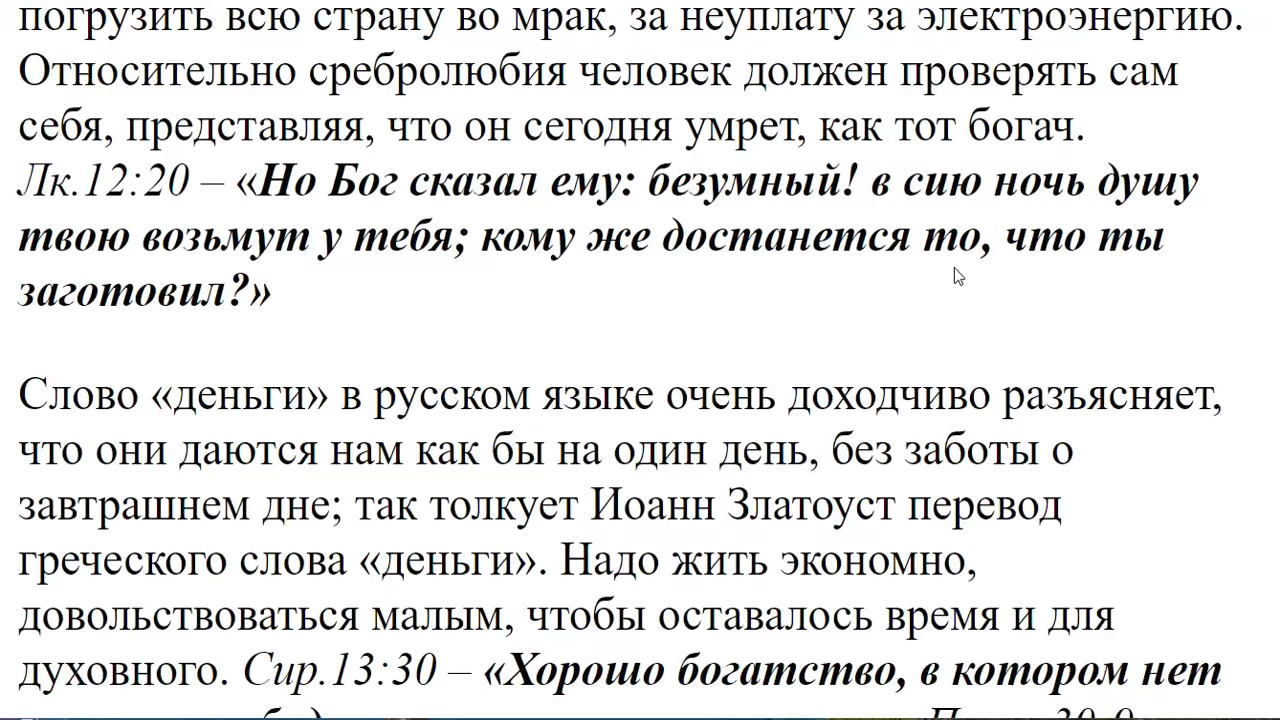 погрузить всю страну во мрак, за неуплату за электроэнергию.
Относительно сребролюбия человек должен проверять сам
себя, представляя, что он сегодня умрет, как тот богач.
Лк.12:20 – «Но Бог сказал ему: безумный! в сию ночь душу
твою возьмут у тебя; кому же достанется то, что ты
заготовил?»
Слово «деньги» в русском языке очень доходчиво разъясняет,
что они даются нам как бы на один день, без заботы о
завтрашнем дне; так толкует Иоанн Златоуст перевод
греческого слова «деньги». Надо жить экономно,
довольствоваться малым, чтобы оставалось время и для
духовного. Сир.13:30 – «Хорошо богатство, в котором нет